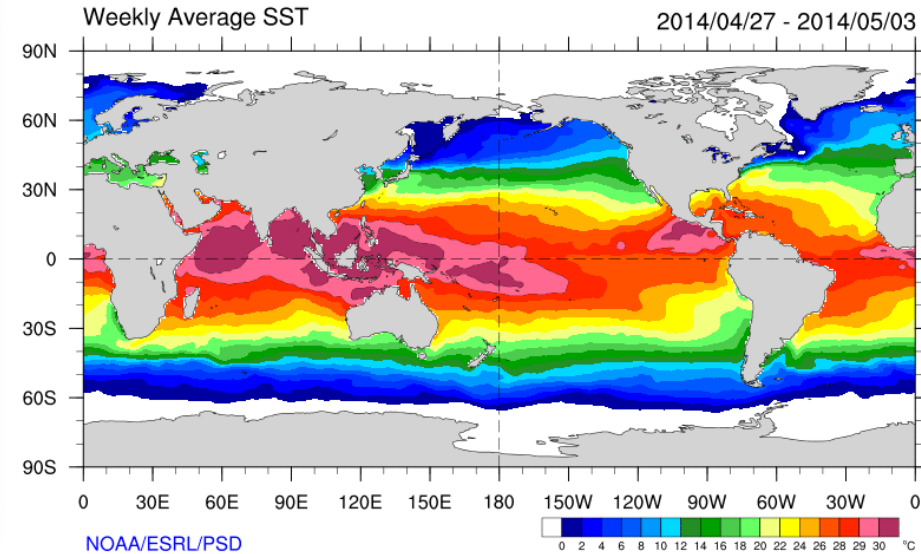 Weekly Average SST 2014/04/27 - 2014/05/03
90N
60N
30N
0
30S
60S
90S
0 30E 60E 90E 120E 150E 180 150W 120W 90W 60W 30W 0
0 2 4 6 8 10 12 14 16 18 20 22 24 26 28 29 30 °C
NOAA/ESRL/PSD